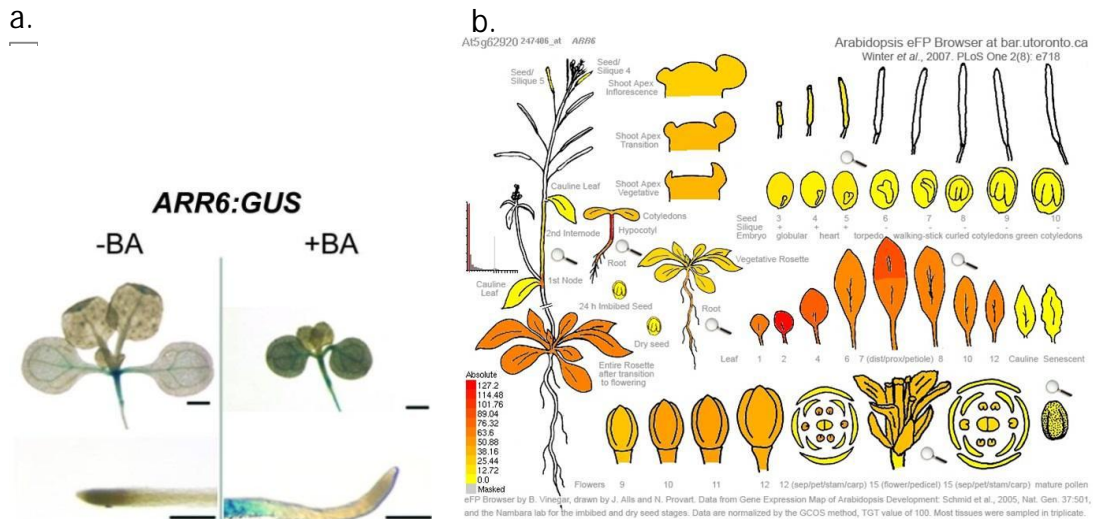 a.
ARR6:GUS
-BA
+BA
b.
At5g62920 247406_at ARR6
Arabidopsis eFP Browser at bar.utoronto.ca
Winter et al., 2007. PLoS One 2(8): e718
Seed/
Silique 5
Seed/
Silique 4
Shoot Apex
Inflorescence
Shoot Apex
Transition
Shoot Apex
Vegetative
Cauline Leaf
2nd Internode
Cotyledons
Hypocotyl
Root
1st Node
Cauline
Leaf
24 h Imbibed Seed
Dry seed
Vegetative Rosette
Root
Entire Rosette
after transition
to flowering
Seed 3 4 5 6 7 8 9 10
Silique + + + - - - - -
Embryo globular heart torpedo walking-stick curled cotyledons green cotyledons
Leaf 1 2 4 6 7 (dist/prox/petiole) 8 10 12 Cauline Senescent
Absolute
127.2
114.48
101.76
89.04
76.32
63.6
50.88
38.16
25.44
12.72
0.0
Masked
Flowers 9 10 11 12 12 (sep/pet/stam/carp) 15 (flower/pedicel) 15 (sep/pet/stam/carp) mature pollen
eFP Browser by B. Vinegar, drawn by J. Alls and N. Provart. Data from Gene Expression Map of Arabidopsis Development: Schmid et al., 2005, Nat. Gen. 37:501,
and the Nambara lab for the imbibed and dry seed stages. Data are normalized by the GCOS method, TGT value of 100. Most tissues were sampled in triplicate.